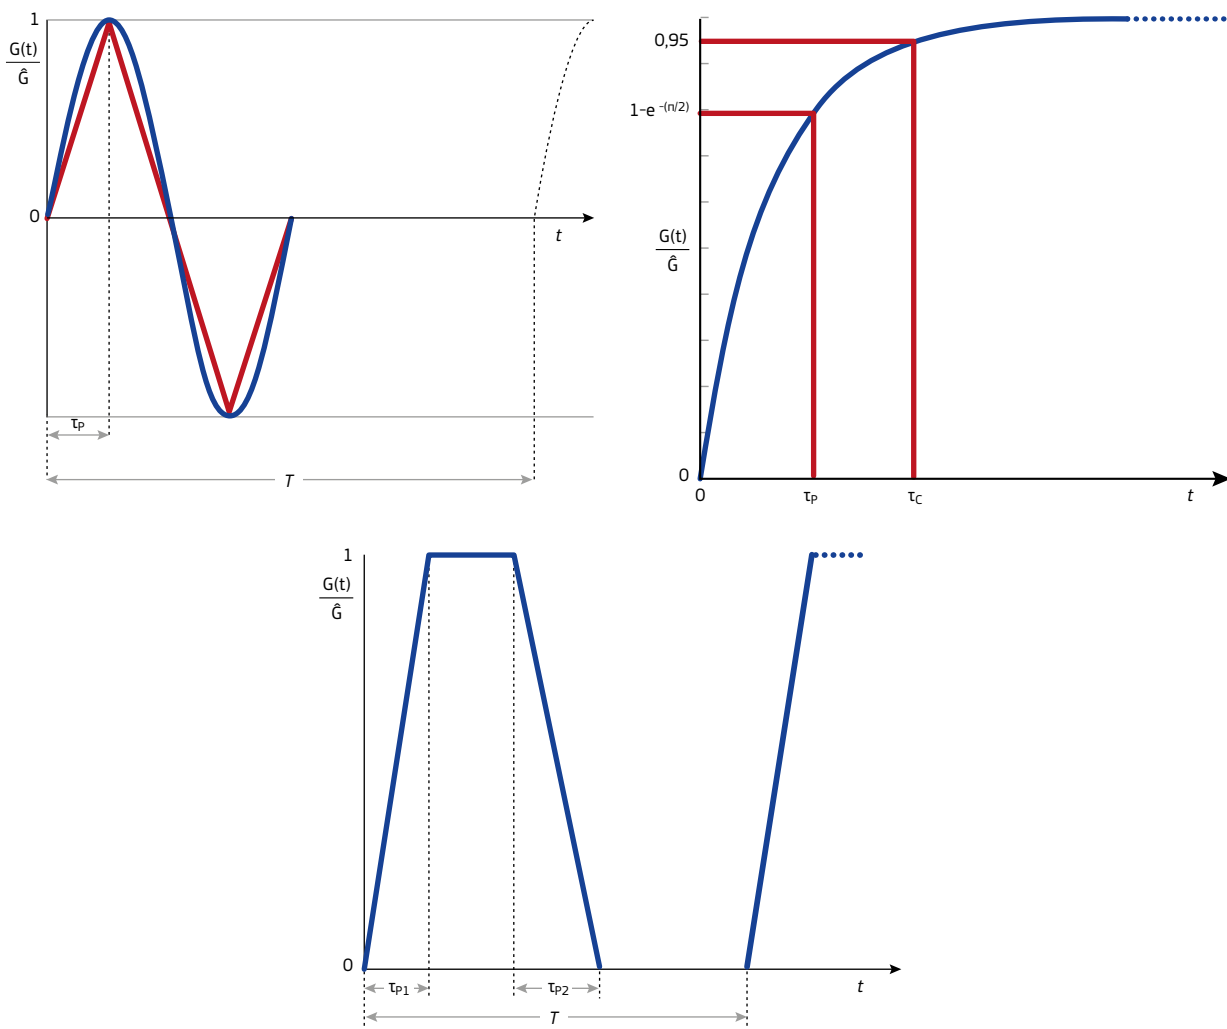 1
G(t)
Ĝ
0
t
τP
T
0,95
1-e -(n/2)
G(t)
Ĝ
0
0
τP
τC
t
1
G(t)
Ĝ
0
τP1
τP2
t
T